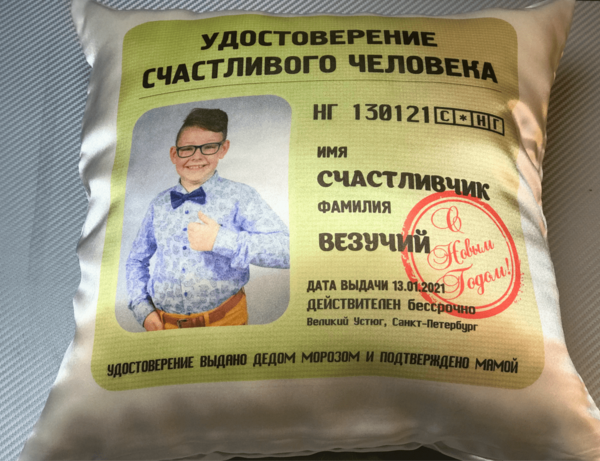 УДОСТОВЕРЕНИЕ
СЧАСТЛИВОГО ЧЕЛОВЕКА
НГ 130121 С*НГ
ИМЯ
СЧАСТЛИВЧИК
ФАМИЛИЯ
ВЕЗУЧИЙ
С
Новым
Годом!
ДАТА ВЫДАЧИ 13.01.2021
ДЕЙСТВИТЕЛЕН бессрочно
Великий Устюг, Санкт-Петербург
УДОСТОВЕРЕНИЕ ВЫДАНО ДЕДОМ МОРОЗОМ И ПОДТВЕРЖДЕНО МАМОЙ